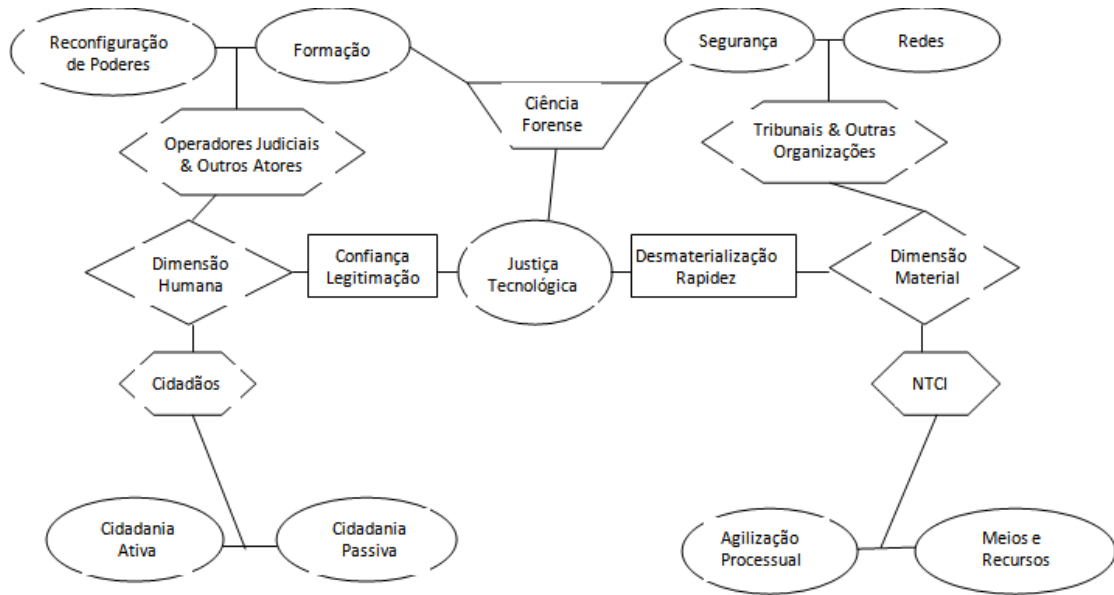 Reconfiguração
de Poderes
Formação
Segurança
Redes
Ciência
Forense
Operadores Judiciais
& Outros Atores
Tribunais & Outras
Organizações
Dimensão
Humana
Confiança
Legitimação
Justiça
Tecnológica
Desmaterialização
Rapidez
Dimensão
Material
Cidadãos
NTCI
Cidadania
Ativa
Cidadania
Passiva
Agilização
Processual
Meios e
Recursos